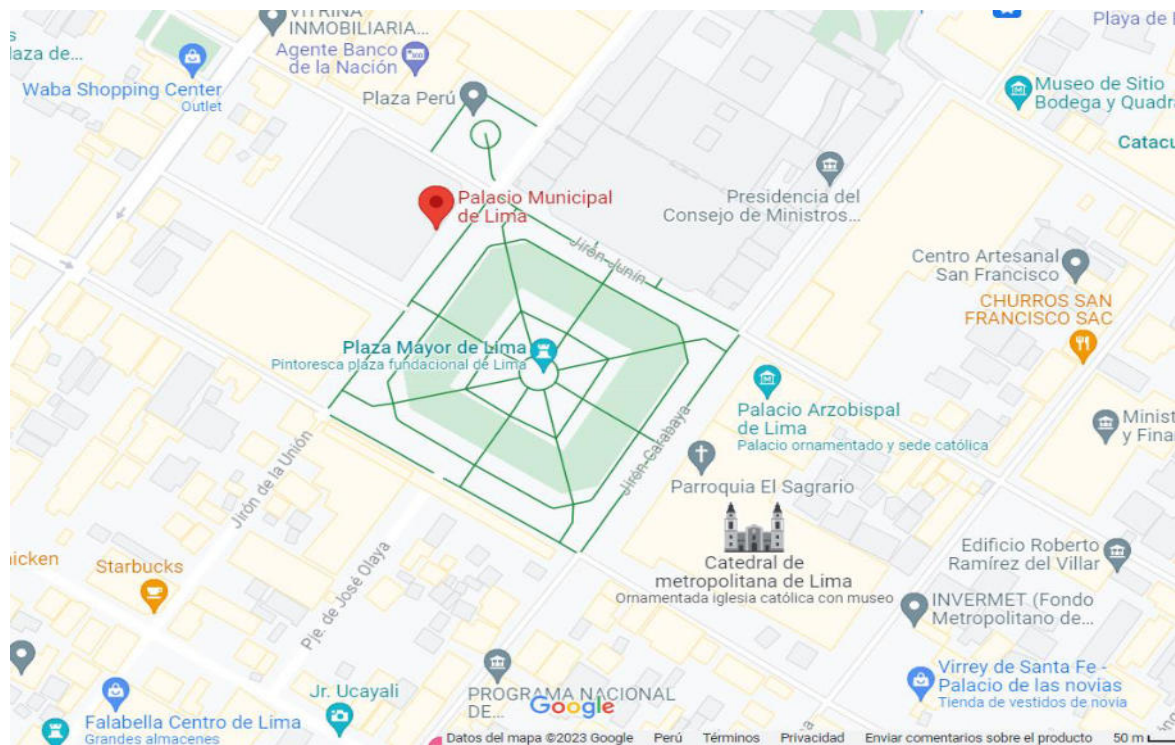 VITRINA
INMOBILIARIA...
s
laza de...
Playa de
Agente Banco
de la Nación
Waba Shopping Center
Outlet
Plaza Perú
Museo de Sitio
Bodega y Quadr
Catacu
Palacio Municipal
de Lima
Presidencia del
Consejo de Ministros...
Jirón Junín
Centro Artesanal
San Francisco
CHURROS SAN
FRANCISCO SAC
Plaza Mayor de Lima
Pintoresca plaza fundacional de Lima
Palacio Arzobispal
de Lima
Palacio ornamentado y sede católica
Minist
y Fina
Jirón de la Unión
Jirón Carabaya
Parroquia El Sagrario
Catedral de
metropolitana de Lima
Ornamentada iglesia católica con museo
hicken
Starbucks
Pje. de José Olaya
Edificio Roberto
Ramírez del Villar
INVERMET (Fondo
Metropolitano de...
Virrey de Santa Fe -
Palacio de las novias
Tienda de vestidos de novia
Jr. Ucayali
PROGRAMA NACIONAL
DE...
Google
Falabella Centro de Lima
Grandes almacenes
Datos del mapa ©2023 Google Perú Términos Privacidad Enviar comentarios sobre el producto 50 m